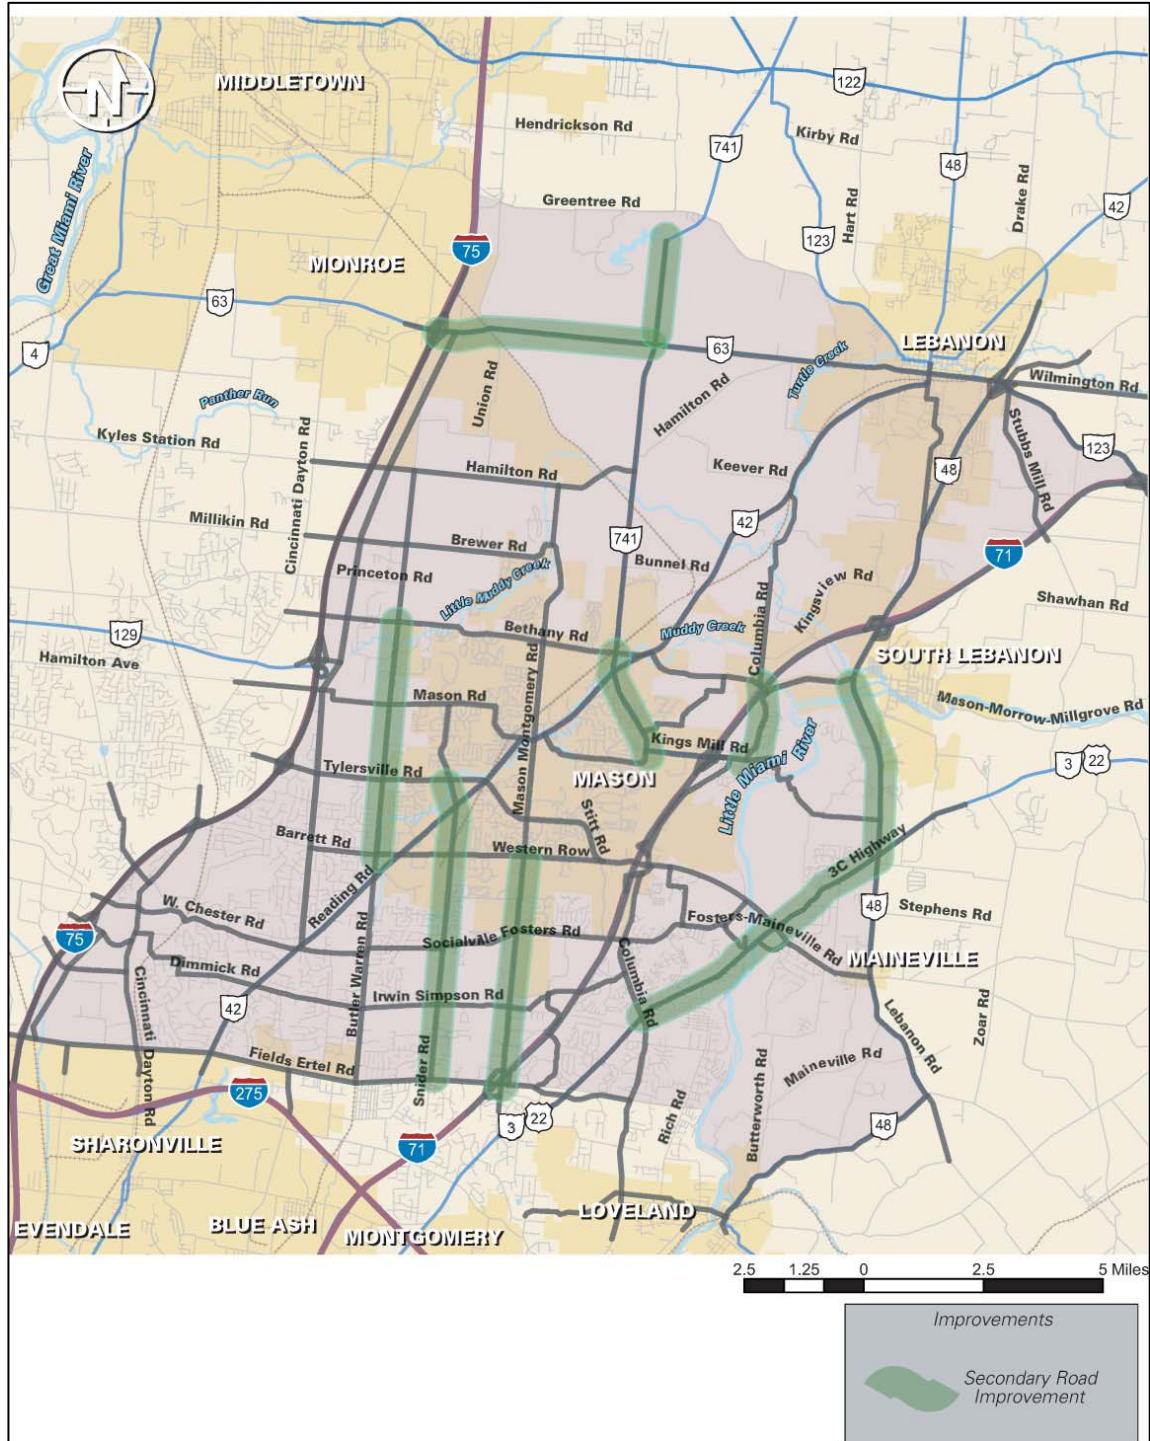 N
MIDDLETOWN
122
Hendrickson Rd
Kirby Rd
741
48
Great Miami River
Greentree Rd
Hart Rd
Drake Rd
42
75
MONROE
123
63
4
63
LEBANON
Turtle Creek
Wilmington Rd
Panther Run
Union Rd
Hamilton Rd
Kyles Station Rd
Cincinnati Dayton Rd
Hamilton Rd
Keever Rd
Stubbs Mill Rd
123
48
Millikin Rd
42
Brewer Rd
741
Bunnel Rd
71
Princeton Rd
Little Muddy Creek
Columbia Rd
Kingsview Rd
Shawhan Rd
129
Bethany Rd
Muddy Creek
Hamilton Ave
SOUTH LEBANON
Mason Rd
Mason Montgomery Rd
Mason-Morrow-Millgrove Rd
Kings Mill Rd
Little Miami River
3
22
Tylersville Rd
MASON
Stitt Rd
Barrett Rd
Western Row
3C Highway
Reading Rd
W. Chester Rd
48
Stephens Rd
Fosters-Maineville Rd
75
Socialville Fosters Rd
MAINEVILLE
Dimmick Rd
Butler Warren Rd
Columbia Rd
Cincinnati Dayton Rd
42
Irwin Simpson Rd
Lebanon Rd
Zoar Rd
Fields Ertel Rd
Snider Rd
Maineville Rd
Butterworth Rd
275
Rich Rd
3
22
48
71
SHARONVILLE
LOVELAND
EVENDALE
BLUE ASH
MONTGOMERY
2.5 1.25 0 2.5 5 Miles
Improvements
Secondary Road
Improvement